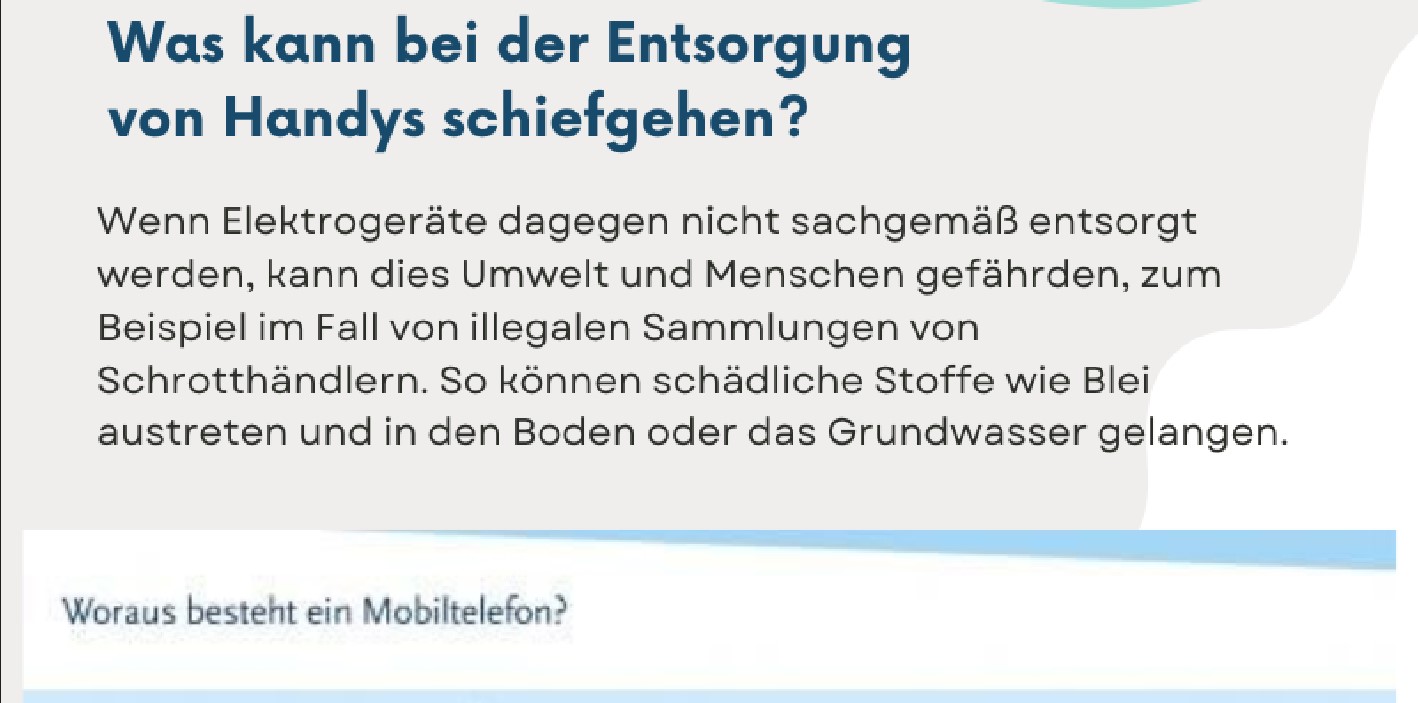 Was kann bei der Entsorgung
von Handys schiefgehen?
Wenn Elektrogeräte dagegen nicht sachgemäß entsorgt
werden, kann dies Umwelt und Menschen gefährden, zum
Beispiel im Fall von illegalen Sammlungen von
Schrotthändlern. So können schädliche Stoffe wie Blei
austreten und in den Boden oder das Grundwasser gelangen.
Woraus besteht ein Mobiltelefon?